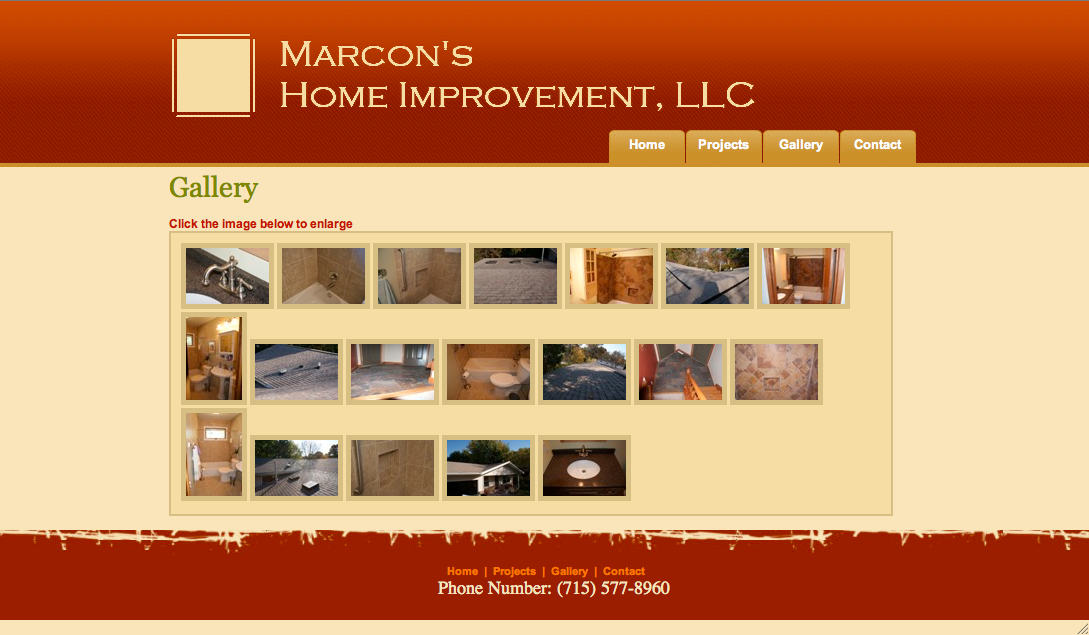 Marcon's
Home Improvement, LLC
Home Projects Gallery Contact
Gallery
Click the image below to enlarge
Home | Projects | Gallery | Contact
Phone Number: (715) 577-8960